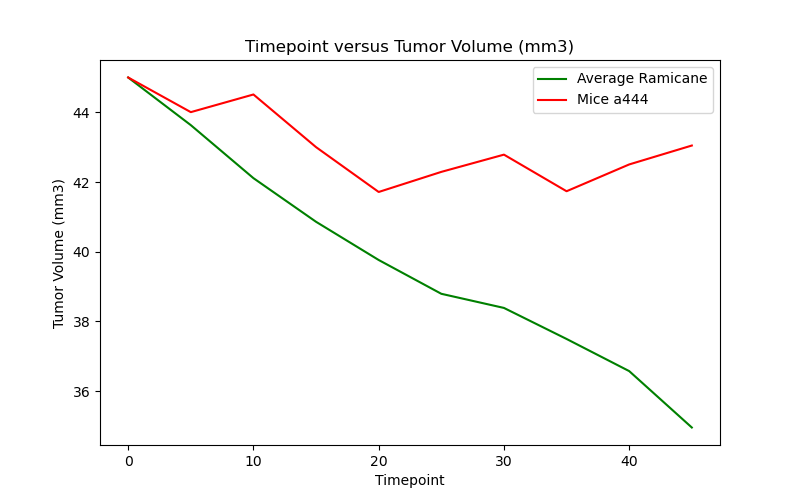 Timepoint versus Tumor Volume (mm3)
Average Ramicane
Mice a444
Tumor Volume (mm3)
44
42
40
38
36
0 10 20 30 40
Timepoint